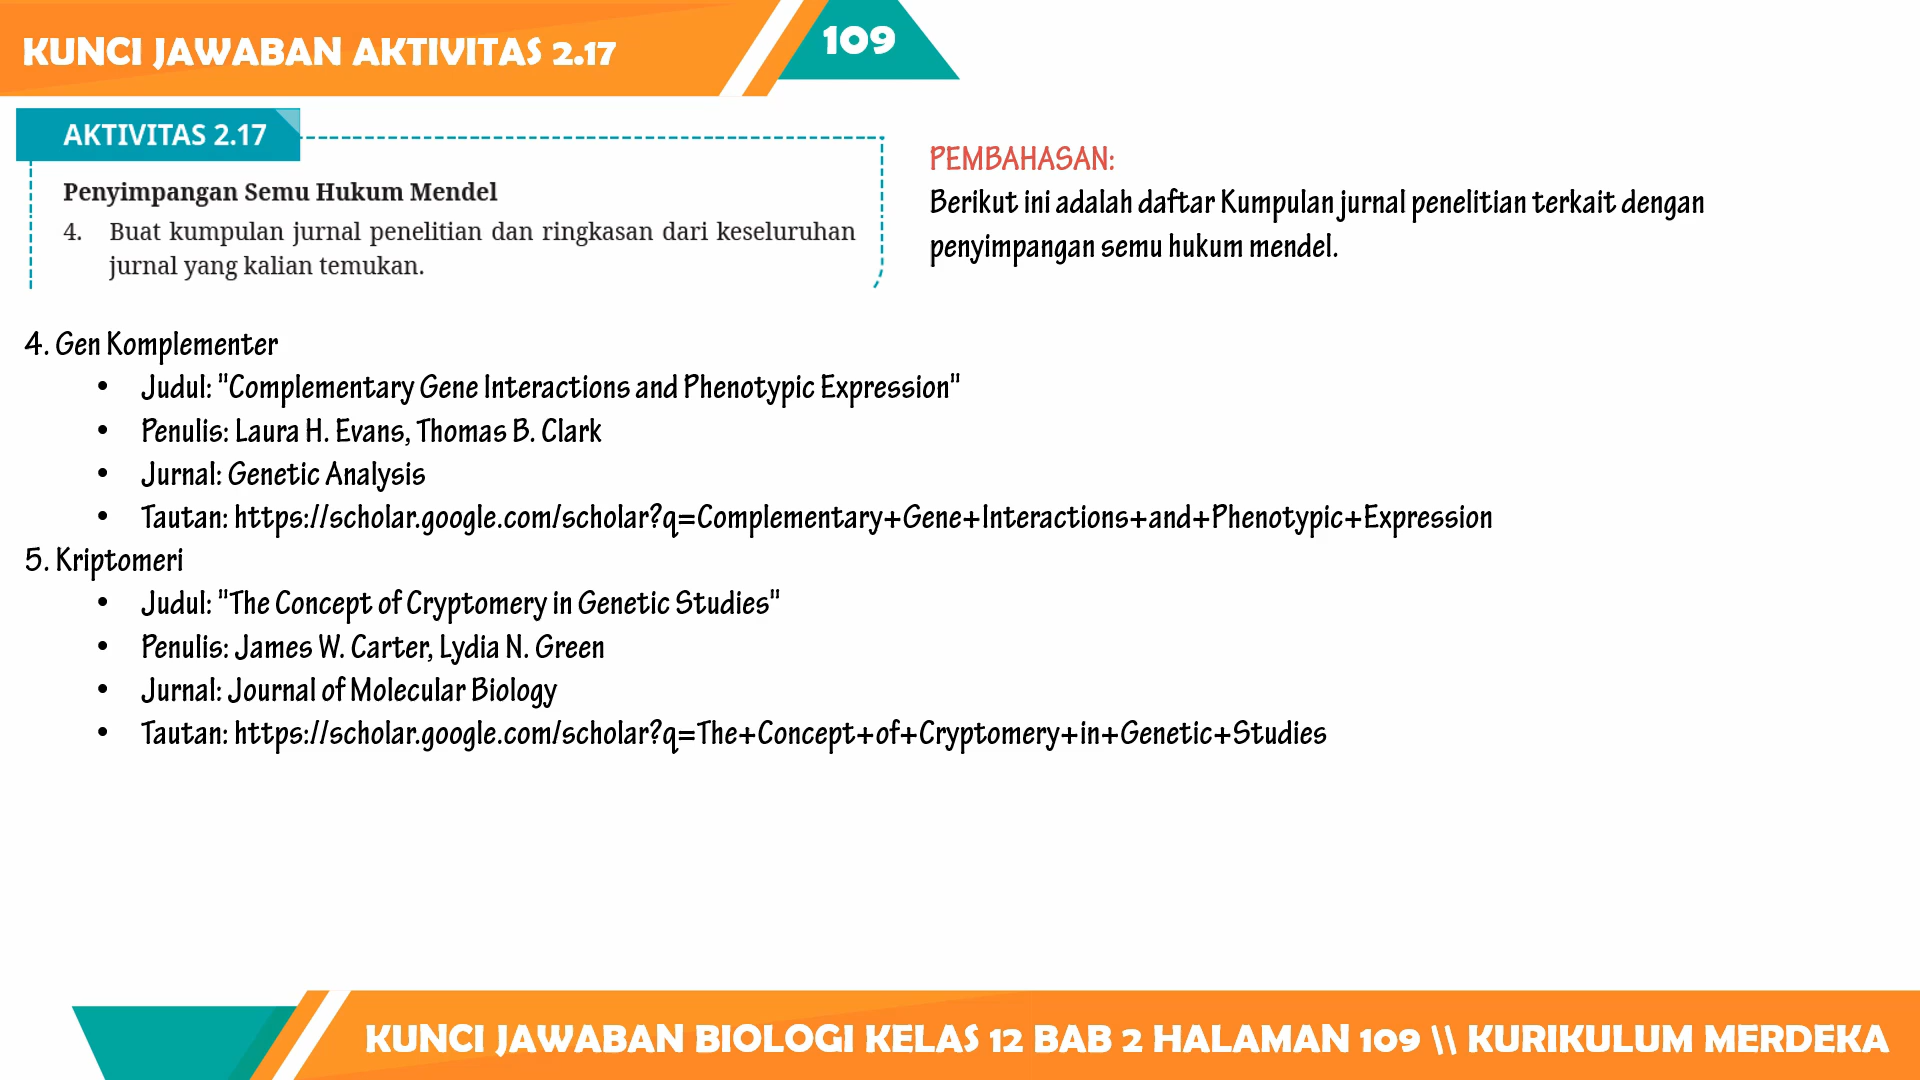 KUNCI JAWABAN AKTIVITAS 2.17
109
AKTIVITAS 2.17
Penyimpangan Semu Hukum Mendel
4. Buat kumpulan jurnal penelitian dan ringkasan dari keseluruhan
jurnal yang kalian temukan.
PEMBAHASAN:
Berikut ini adalah daftar Kumpulan jurnal penelitian terkait dengan
penyimpangan semu hukum mendel.
4. Gen Komplementer
• Judul: "Complementary Gene Interactions and Phenotypic Expression"
• Penulis: Laura H. Evans, Thomas B. Clark
• Jurnal: Genetic Analysis
• Tautan: https://scholar.google.com/scholar?q=Complementary+Gene+Interactions+and+Phenotypic+Expression
5. Kriptomeri
• Judul: "The Concept of Cryptomery in Genetic Studies"
• Penulis: James W. Carter, Lydia N. Green
• Jurnal: Journal of Molecular Biology
• Tautan: https://scholar.google.com/scholar?q=The+Concept+of+Cryptomery+in+Genetic+Studies
KUNCI JAWABAN BIOLOGI KELAS 12 BAB 2 HALAMAN 109 \\ KURIKULUM MERDEKA